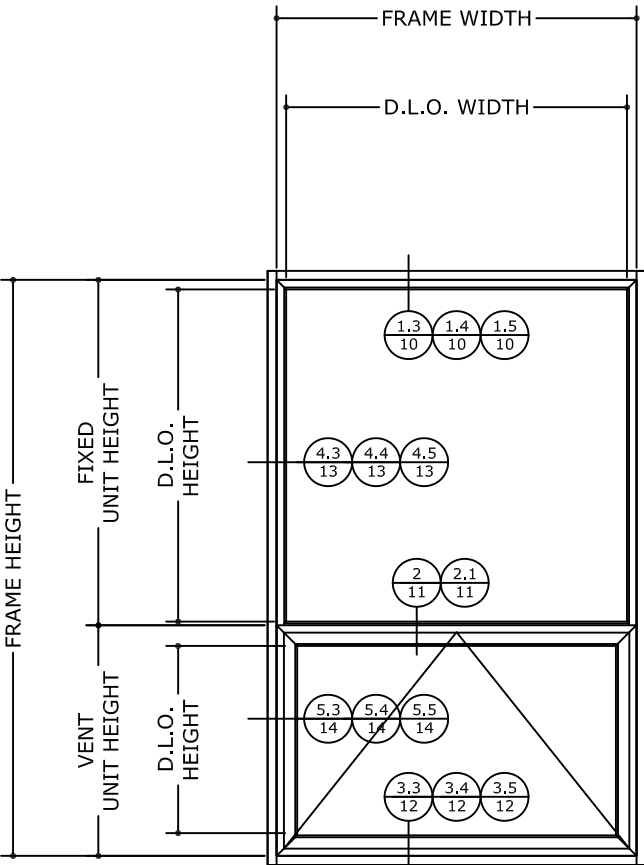 FRAME WIDTH
D.L.O. WIDTH
1.3 1.4 1.5
10 10 10
FRAME HEIGHT
FIXED
UNIT HEIGHT
D.L.O.
HEIGHT
4.3 4.4 4.5
13 13 13
2 2.1
11 11
VENT
UNIT HEIGHT
D.L.O.
HEIGHT
5.3 5.4 5.5
14 14 14
3.3 3.4 3.5
12 12 12